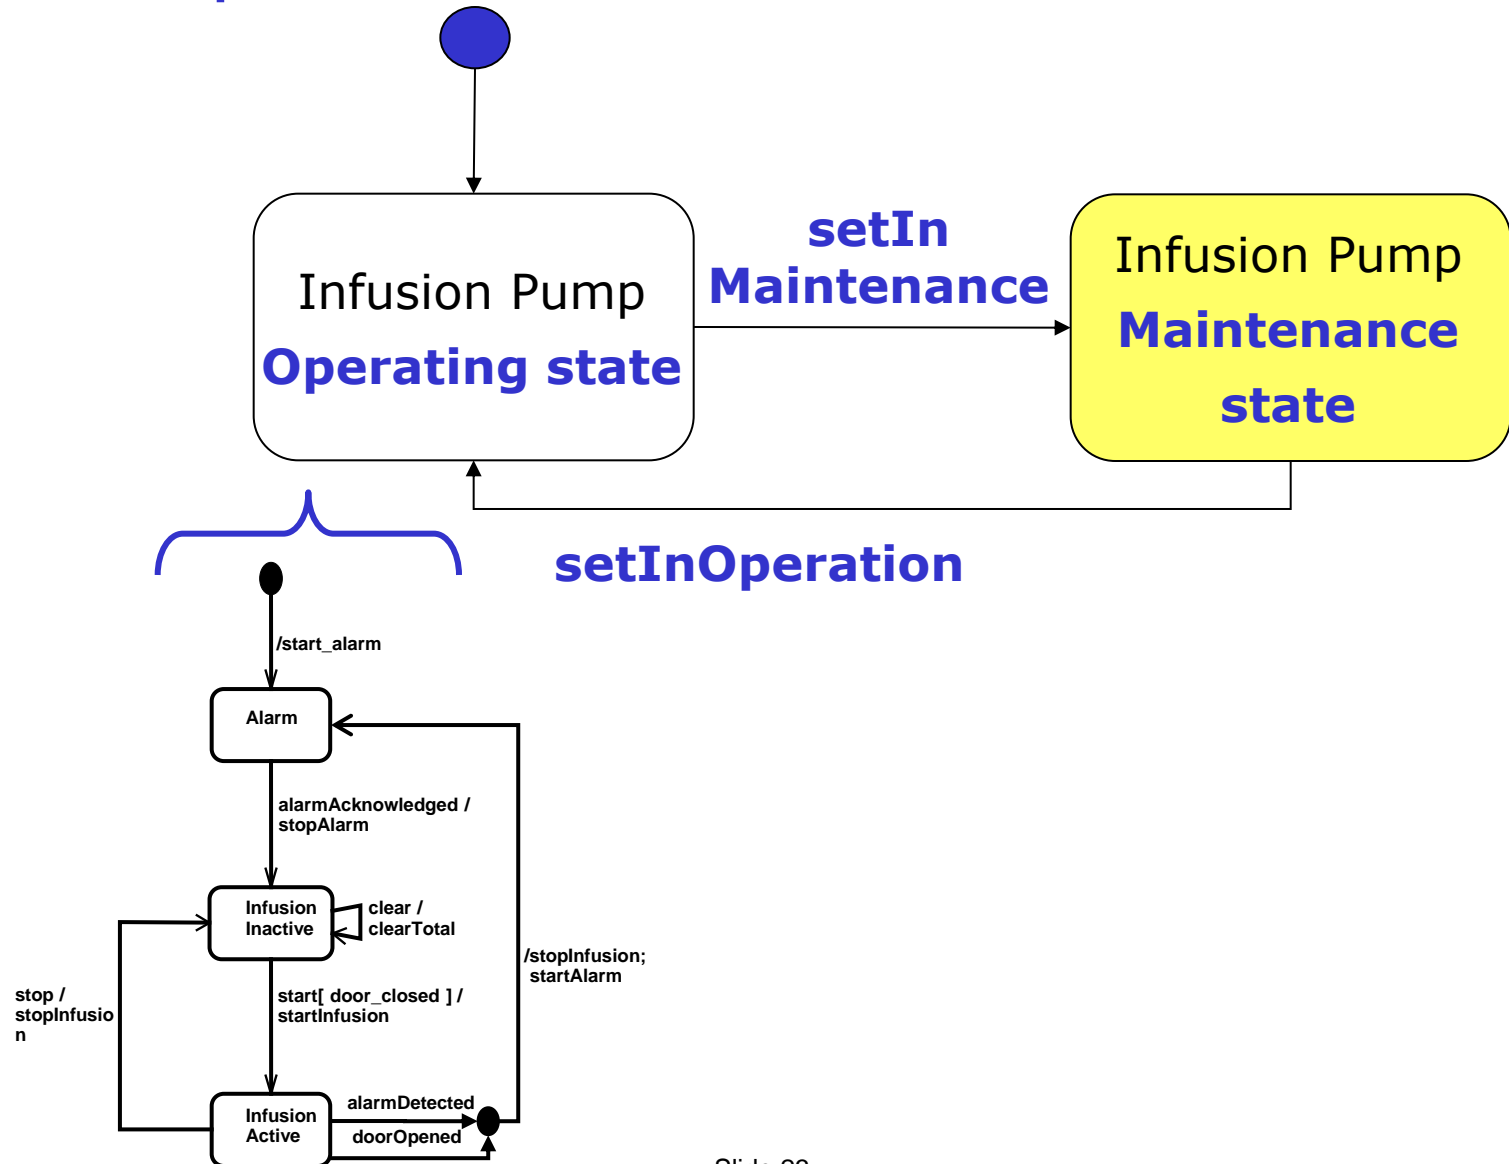 setIn
Maintenance
Infusion Pump
Operating state
Infusion Pump
Maintenance
state
setInOperation
/start_alarm
Alarm
alarmAcknowledged /
stopAlarm
Infusion
Inactive
clear /
clearTotal
/stopInfusion;
startAlarm
stop /
stopInfusio
n
start[ door_closed ] /
startInfusion
Infusion
Active
alarmDetected
doorOpened